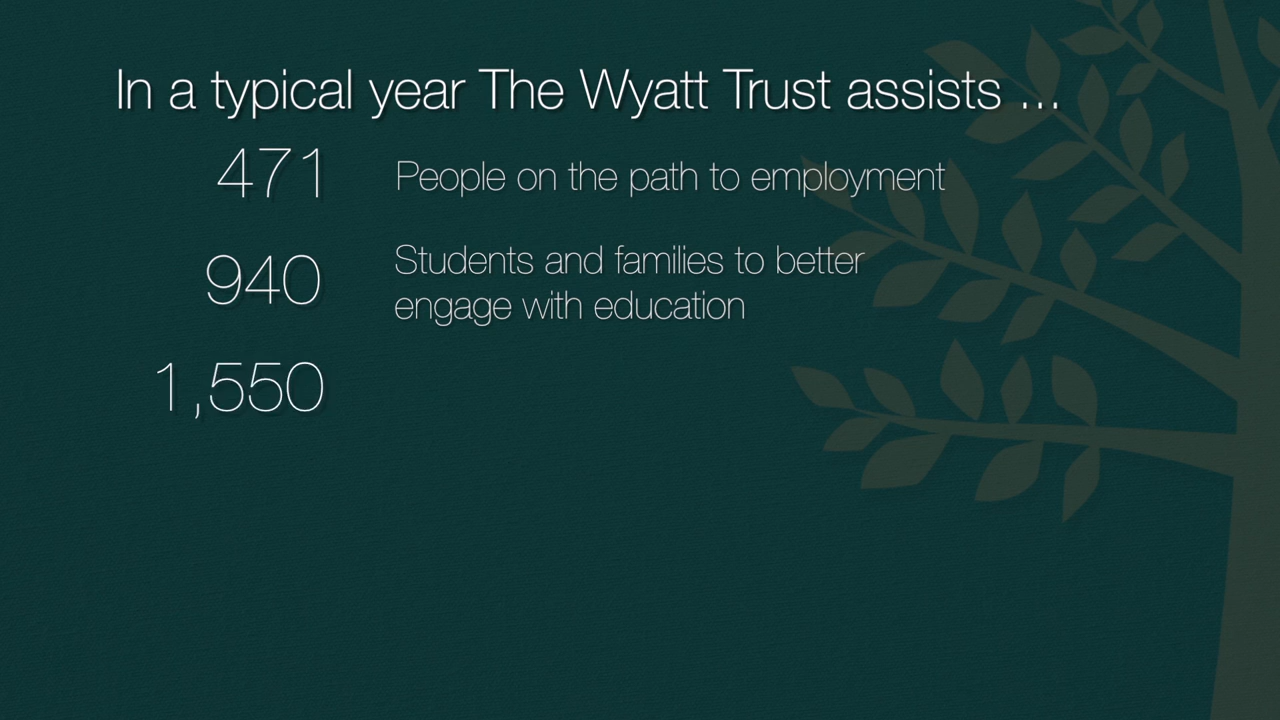 In a typical year The Wyatt Trust assists ...
471 People on the path to employment
940 Students and families to better
engage with education
1,550